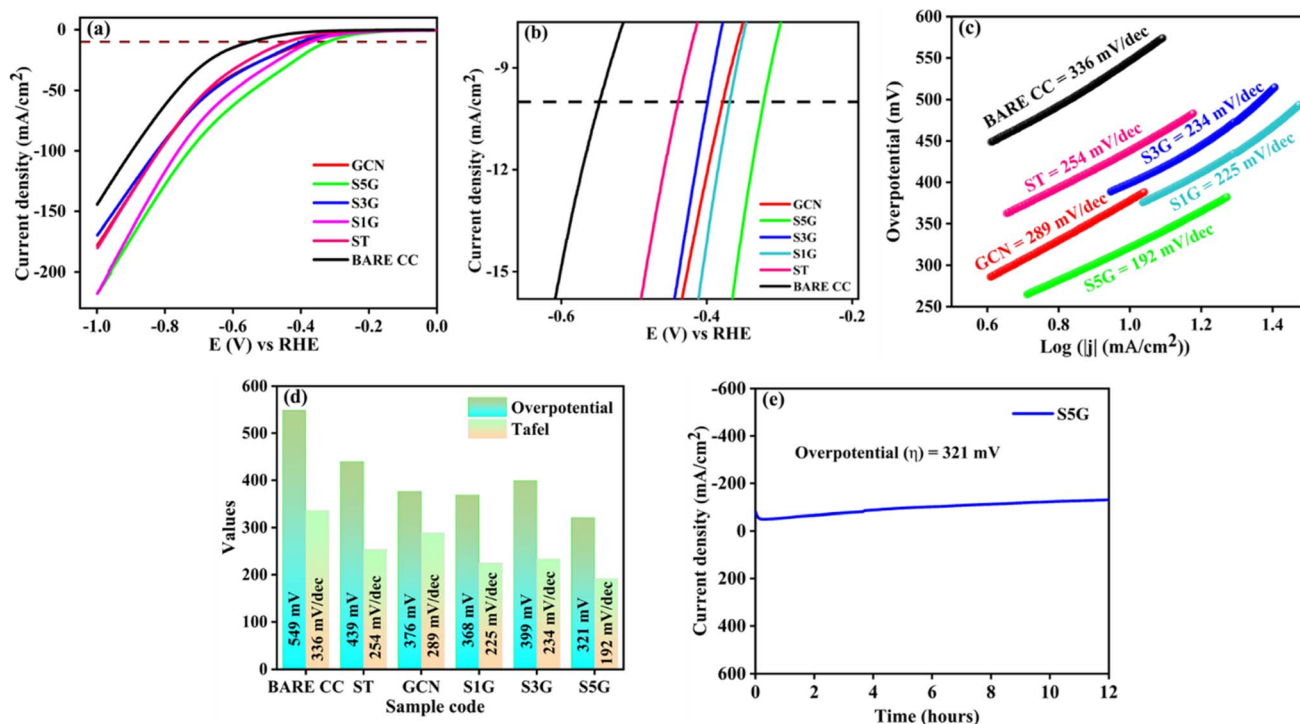 (a)
Current density (mA/cm²)
0
-50
-100
-150
-200
GCN
S5G
S3G
S1G
ST
BARE CC
-1.0 -0.8 -0.6 -0.4 -0.2 0.0
E (V) vs RHE
(b)
Current density (mA/cm²)
-9
-12
-15
GCN
S5G
S3G
S1G
ST
BARE CC
-0.6 -0.4 -0.2
E (V) vs RHE
(c)
Overpotential (mV)
600
550
500
450
400
350
300
250
BARE CC = 336 mV/dec
ST = 254 mV/dec
S3G = 234 mV/dec
S1G = 225 mV/dec
GCN = 289 mV/dec
S5G = 192 mV/dec
0.6 0.8 1.0 1.2 1.4
Log (|j| (mA/cm²))
(d)
Values
600
500
400
300
200
100
0
Overpotential
Tafel
549 mV
336 mV/dec
439 mV
254 mV/dec
376 mV
289 mV/dec
368 mV
225 mV/dec
399 mV
234 mV/dec
321 mV
192 mV/dec
BARE CC ST GCN S1G S3G S5G
Sample code
(e)
Current density (mA/cm²)
-600
-400
-200
0
200
400
600
S5G
Overpotential (η) = 321 mV
0 2 4 6 8 10 12
Time (hours)